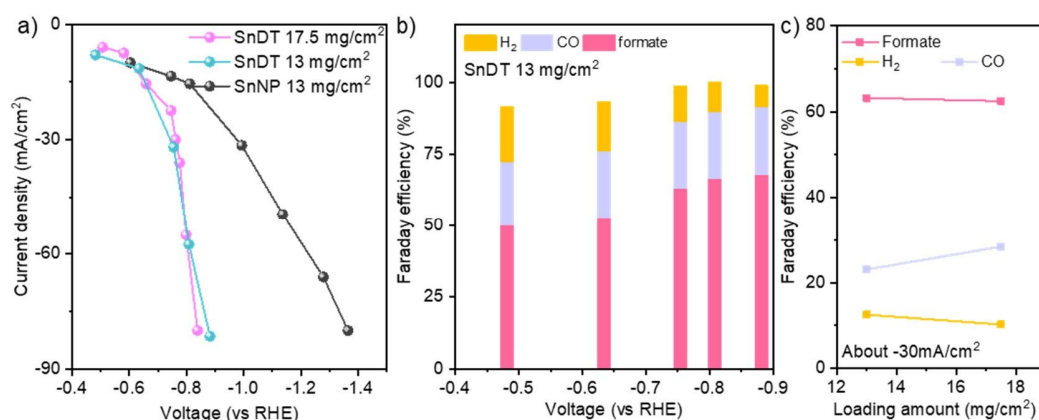 a)
SnDT 17.5 mg/cm²
SnDT 13 mg/cm²
SnNP 13 mg/cm²
0
-30
-60
-90
Current density (mA/cm²)
-0.4 -0.6 -0.8 -1.0 -1.2 -1.4
Voltage (vs RHE)
b)
H₂ CO formate
SnDT 13 mg/cm²
100
75
50
25
0
Faraday efficiency (%)
-0.4 -0.5 -0.6 -0.7 -0.8 -0.9
Voltage (vs RHE)
c)
80
60
40
20
0
Faraday efficiency (%)
Formate
H₂ CO
About -30mA/cm²
12 14 16 18
Loading amount (mg/cm²)